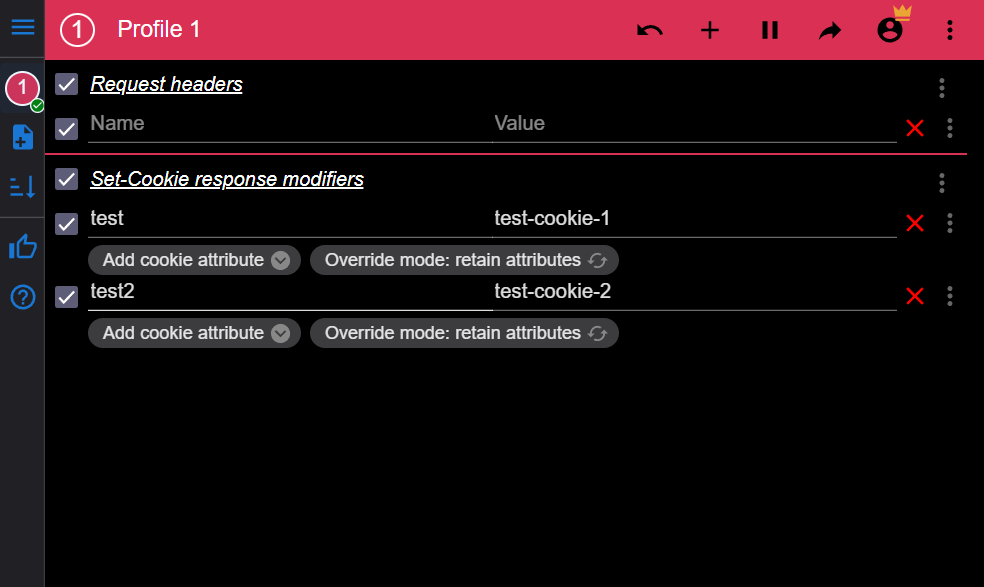 1 Profile 1
1
Request headers
Name Value
Set-Cookie response modifiers
test test-cookie-1
Add cookie attribute Override mode: retain attributes
test2 test-cookie-2
Add cookie attribute Override mode: retain attributes